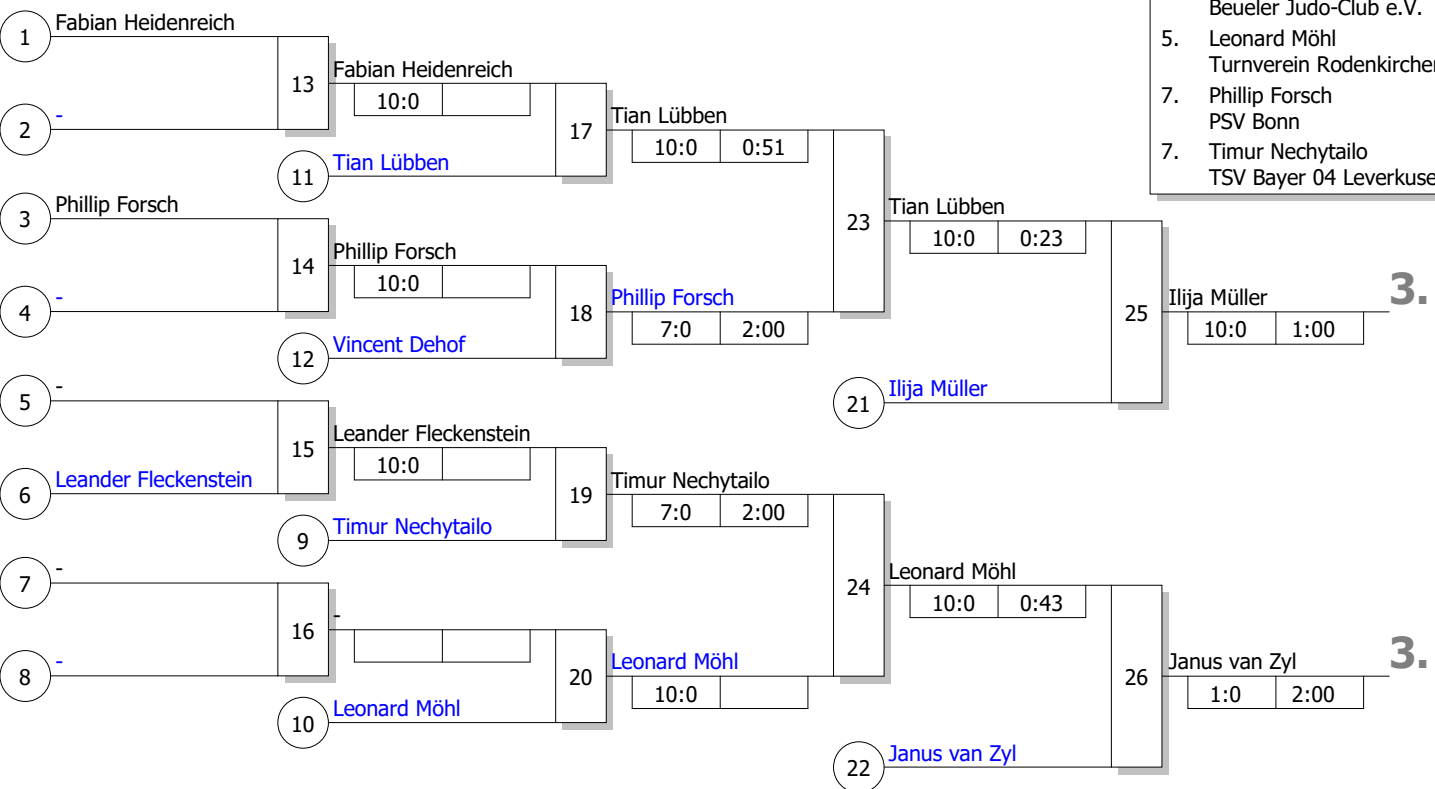 Beueler Judo-Club e.V.
5. Leonard Möhl
Turnverein Rodenkirchen
7. Phillip Forsch
PSV Bonn
7. Timur Nechytailo
TSV Bayer 04 Leverkuse
1 Fabian Heidenreich
13 Fabian Heidenreich
10:0
2 -
17 Tian Lübben
10:0 0:51
11 Tian Lübben
3 Phillip Forsch
23 Tian Lübben
10:0 0:23
14 Phillip Forsch
10:0
4 -
18 Phillip Forsch
7:0 2:00
25 Ilija Müller 3.
10:0 1:00
12 Vincent Dehof
5 -
21 Ilija Müller
15 Leander Fleckenstein
10:0
6 Leander Fleckenstein
19 Timur Nechytailo
7:0 2:00
9 Timur Nechytailo
7 -
24 Leonard Möhl
10:0 0:43
16 -
8 -
20 Leonard Möhl
10:0
26 Janus van Zyl 3.
1:0 2:00
10 Leonard Möhl
22 Janus van Zyl